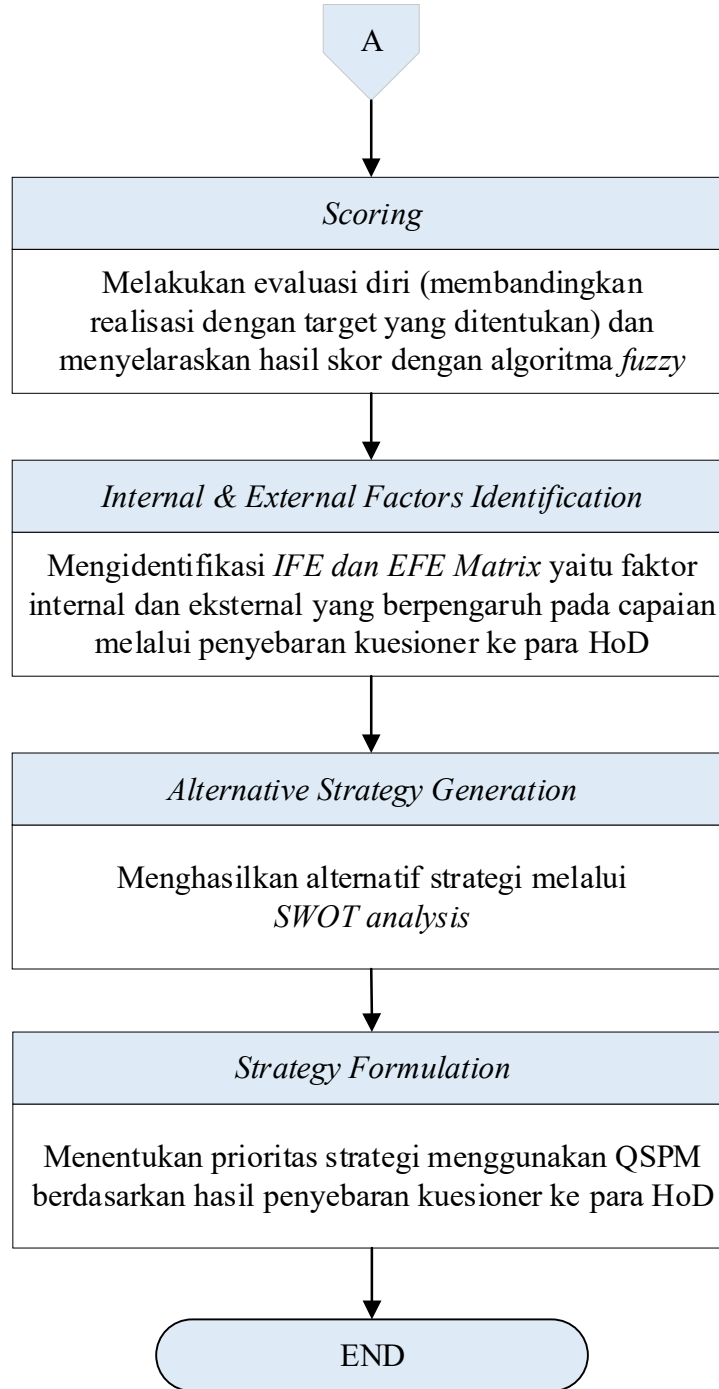 A
Scoring
Melakukan evaluasi diri (membandingkan
realisasi dengan target yang ditentukan) dan
menyelaraskan hasil skor dengan algoritma fuzzy
Internal & External Factors Identification
Mengidentifikasi IFE dan EFE Matrix yaitu faktor
internal dan eksternal yang berpengaruh pada capaian
melalui penyebaran kuesioner ke para HoD
Alternative Strategy Generation
Menghasilkan alternatif strategi melalui
SWOT analysis
Strategy Formulation
Menentukan prioritas strategi menggunakan QSPM
berdasarkan hasil penyebaran kuesioner ke para HoD
END